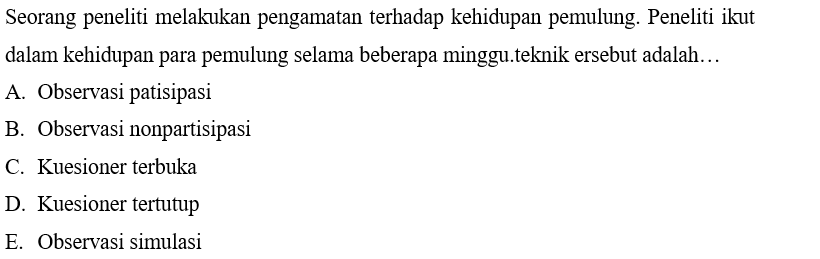 Seorang peneliti melakukan pengamatan terhadap kehidupan pemulung. Peneliti ikut
dalam kehidupan para pemulung selama beberapa minggu.teknik ersebut adalah…
A. Observasi patisipasi
B. Observasi nonpartisipasi
C. Kuesioner terbuka
D. Kuesioner tertutup
E. Observasi simulasi